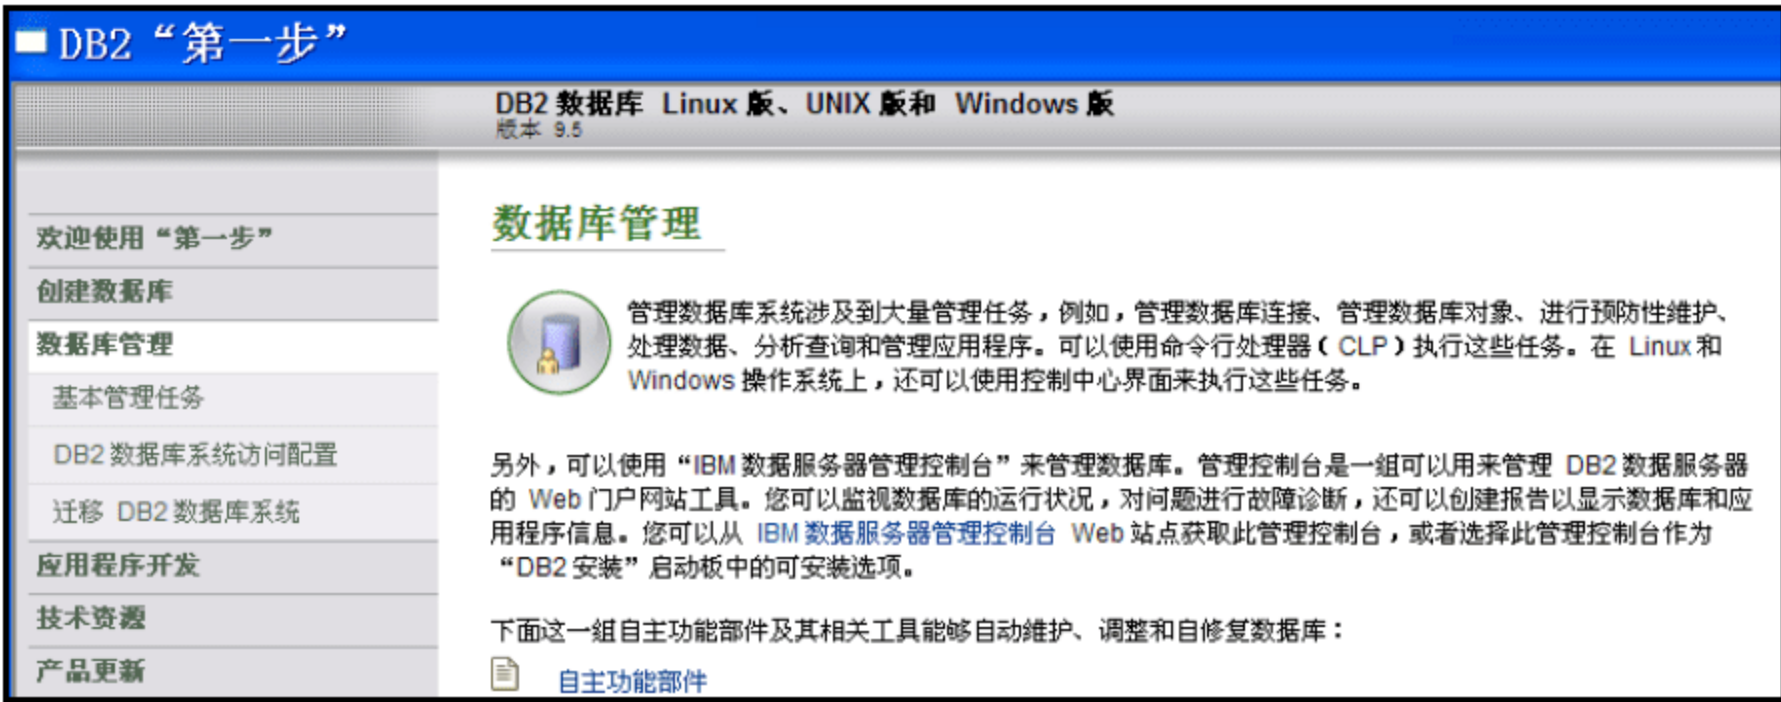 DB2 “第一步”
DB2 数据库 Linux 版、UNIX 版和 Windows 版
版本 9.5
欢迎使用“第一步”
创建数据库
数据库管理
基本管理任务
DB2 数据库系统访问配置
迁移 DB2 数据库系统
应用程序开发
技术资源
产品更新
数据库管理
管理数据库系统涉及到大量管理任务，例如，管理数据库连接、管理数据库对象、进行预防性维护、
处理数据、分析查询和管理应用程序。可以使用命令行处理器（CLP）执行这些任务。在 Linux 和
Windows 操作系统上，还可以使用控制中心界面来执行这些任务。
另外，可以使用“IBM 数据服务器管理控制台”来管理数据库。管理控制台是一组可以用来管理 DB2 数据服务器
的 Web 门户网站工具。您可以监视数据库的运行状况，对问题进行故障诊断，还可以创建报告以显示数据库和应
用程序信息。您可以从 IBM 数据服务器管理控制台 Web 站点获取此管理控制台，或者选择此管理控制台作为
“DB2 安装”启动板中的可安装选项。
下面这一组自主功能部件及其相关工具能够自动维护、调整和自修复数据库：
自主功能部件